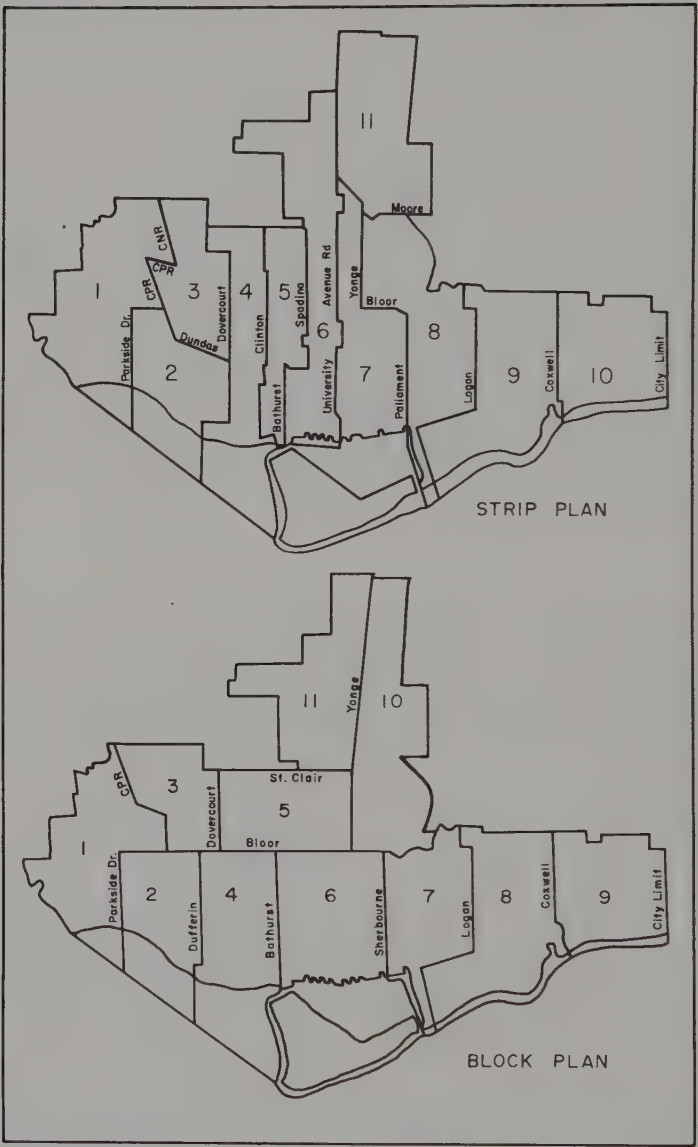 11
Moore
CNR
CPR
CPR
1
3
4
5
6
Avenue Rd
Yonge
Bloor
Spadina
Clinton
Dovercourt
Dundas
Parkside Dr.
2
Bathurst
University
7
Paliament
8
Logan
9
Coxwell
10
City Limit
STRIP PLAN
11
Yonge
10
CPR
3
St. Clair
Dovercourt
5
Bloor
1
Parkside Dr.
2
Dufferin
4
Bathurst
6
Sherbourne
7
Logan
8
Coxwell
9
City Limit
BLOCK PLAN